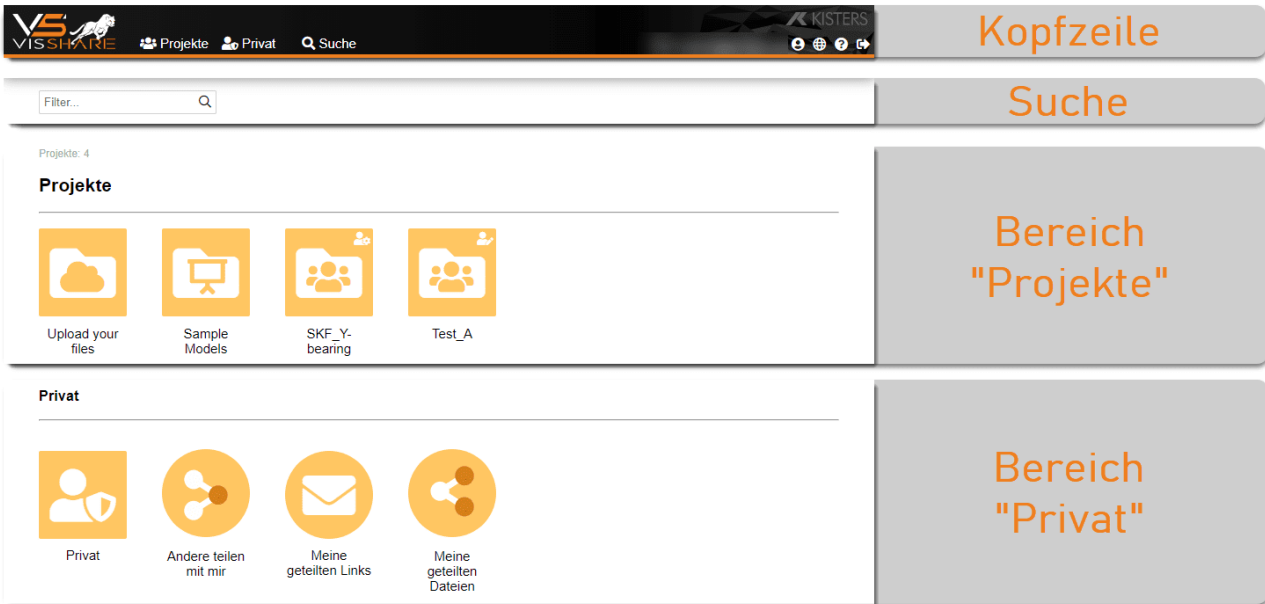 VS
VISSHARE
Projekte
Privat
Suche
KISTERS
Kopfzeile
Filter...
Suche
Projekte: 4
Projekte
Upload your
files
Sample
Models
SKF_Y-
bearing
Test_A
Bereich
"Projekte"
Privat
Privat
Andere teilen
mit mir
Meine
geteilten Links
Meine
geteilten
Dateien
Bereich
"Privat"